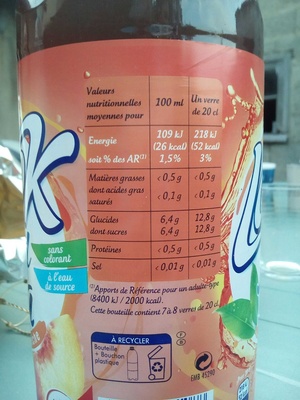 Valeurs
nutritionnelles
moyennes pour
100 ml
Un verre
de 20 cl
Energie
109 kJ
218 kJ
(26 kcal)
(52 kcal)
soit % des AR(1)
1,5%
3%
Matières grasses
<0,5 g
<0,5 g
dont acides gras
saturés
<0,1 g
<0,1 g
Glucides
6,4 g
12,8 g
dont sucres
6,4 g
12,8 g
Protéines
<0,5 g
<0,5 g
Sel
<0,01 g
<0,01 g
(1)Apports de Référence pour un adulte-type
(8400 kJ / 2000 kcal).
Cette bouteille contient 7 à 8 verres de 20 cl.
K
sans
colorant
à l'eau
de source
À RECYCLER
Bouteille
+ Bouchon
plastique
EMB 45290